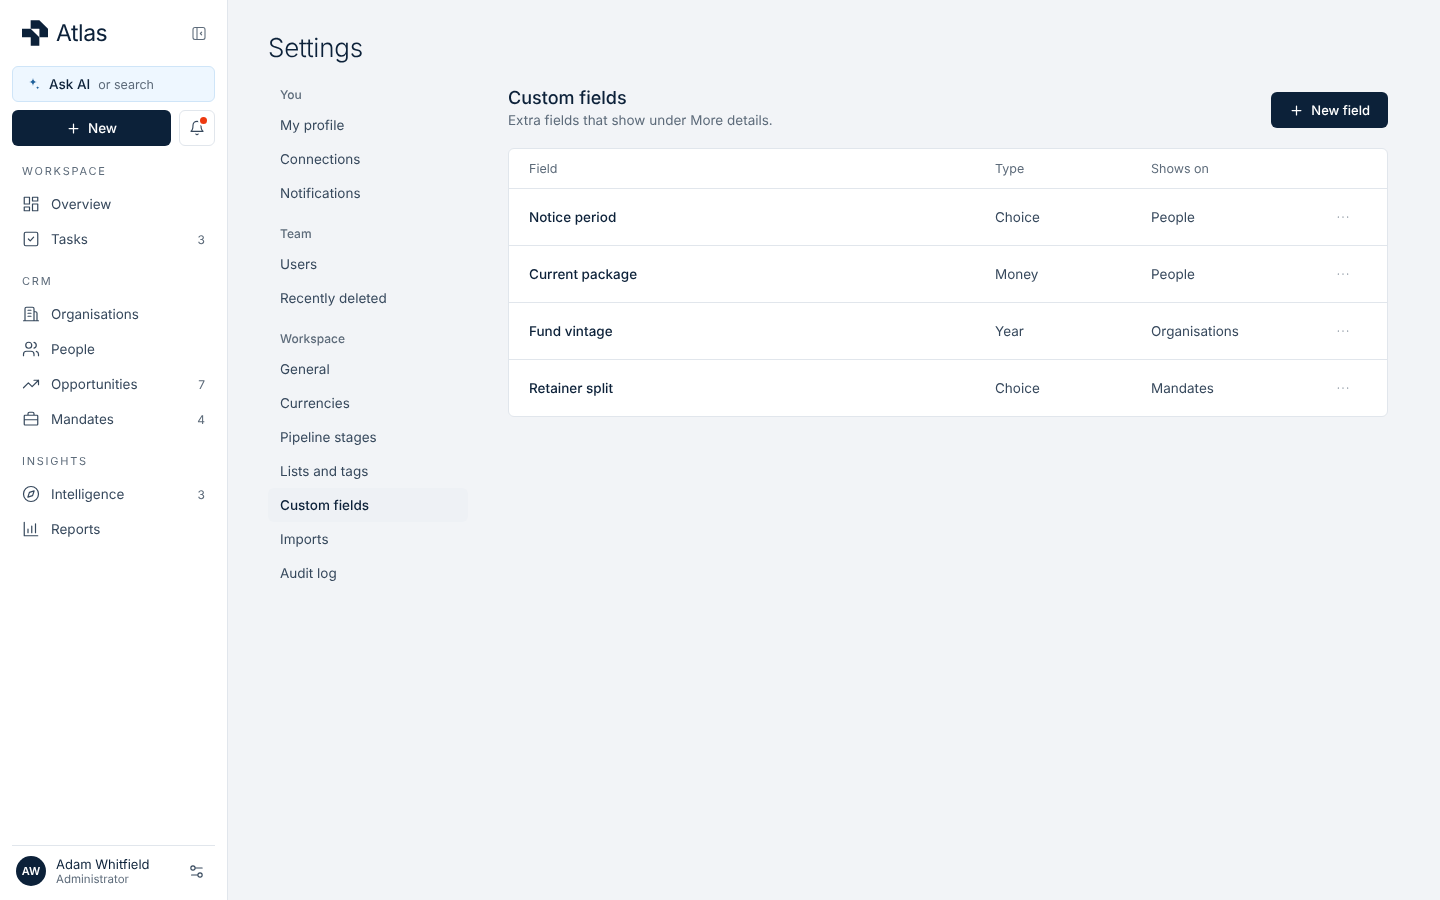 Atlas
Ask AI or search
New
WORKSPACE
Overview
Tasks 3
CRM
Organisations
People
Opportunities 7
Mandates 4
INSIGHTS
Intelligence 3
Reports
AW
Adam Whitfield
Administrator
Settings
You
My profile
Connections
Notifications
Team
Users
Recently deleted
Workspace
General
Currencies
Pipeline stages
Lists and tags
Custom fields
Imports
Audit log
Custom fields
Extra fields that show under More details.
New field
Field Type Shows on
Notice period Choice People
Current package Money People
Fund vintage Year Organisations
Retainer split Choice Mandates